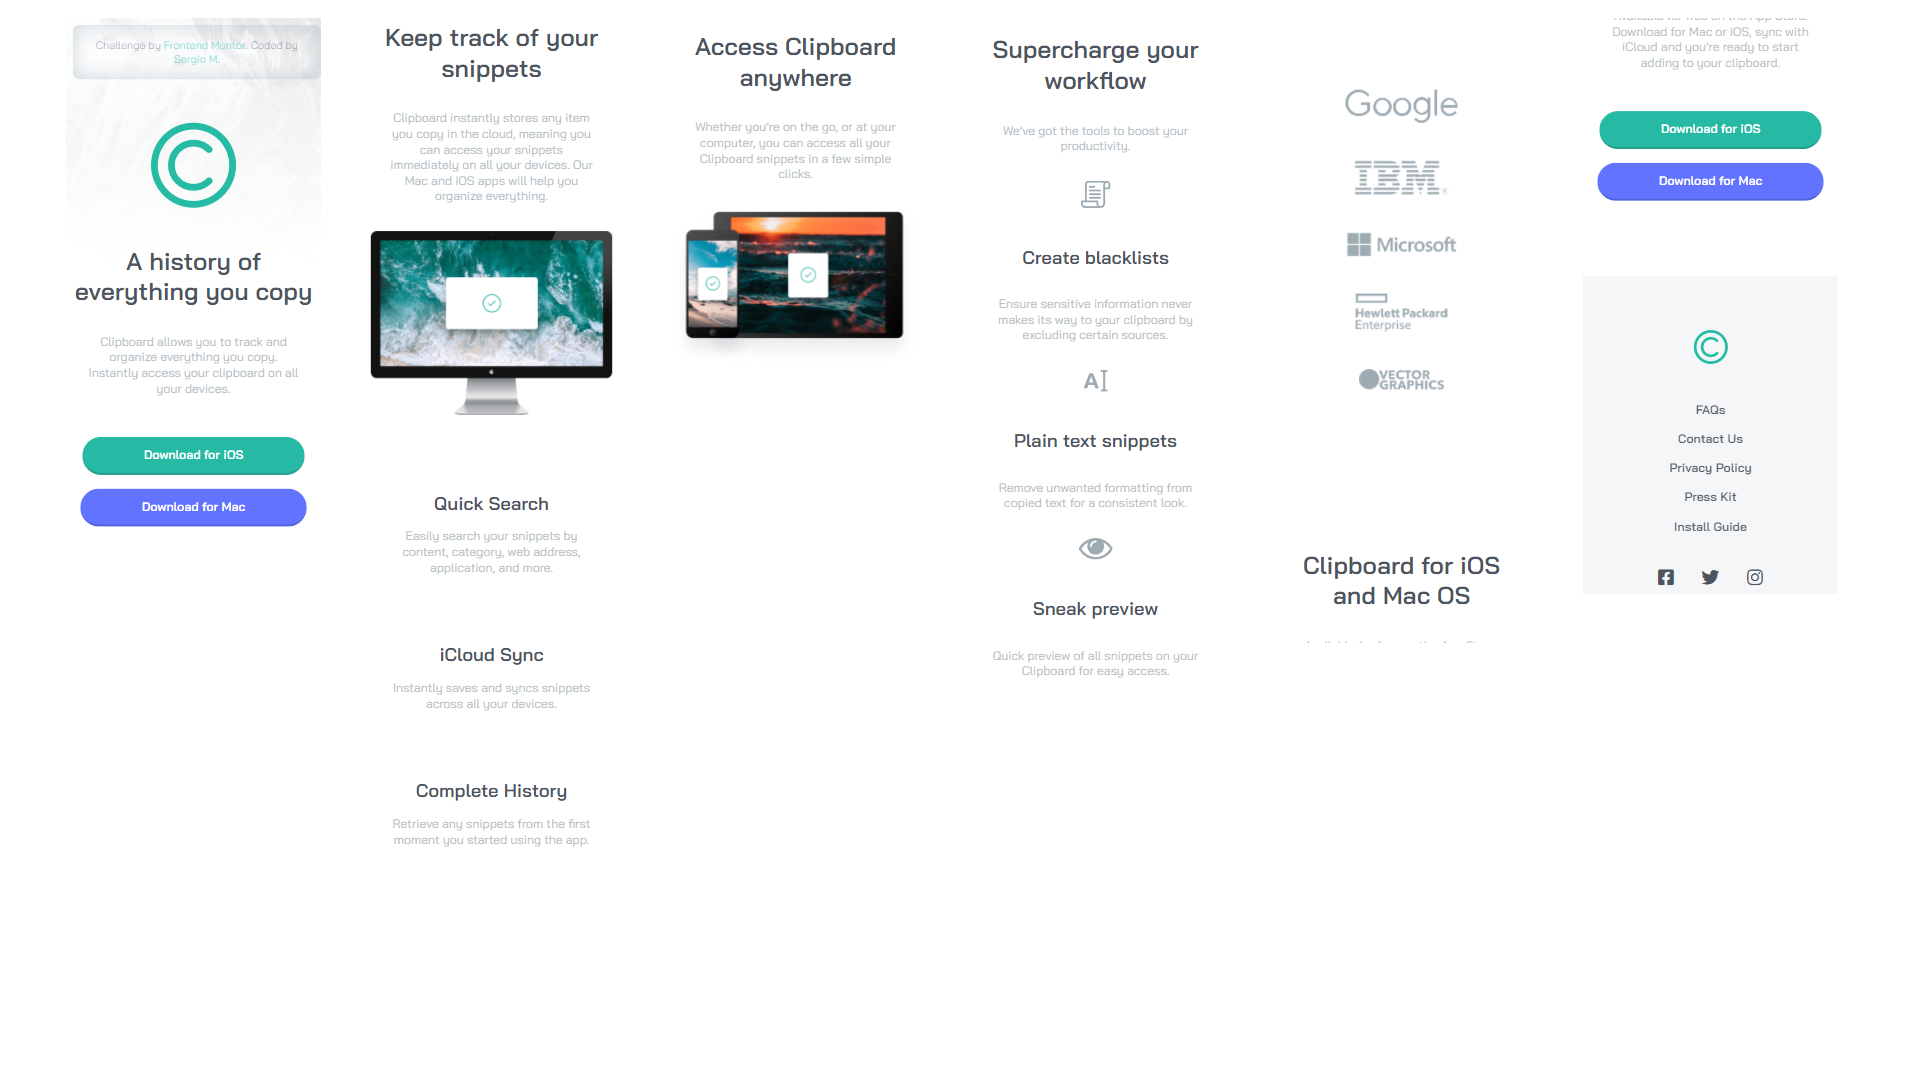 Challenge by Frontend Mentor. Coded by
Sergio M.
A history of
everything you copy
Clipboard allows you to track and
organize everything you copy.
Instantly access your clipboard on all
your devices.
Download for iOS
Download for Mac
Keep track of your
snippets
Clipboard instantly stores any item
you copy in the cloud, meaning you
can access your snippets
immediately on all your devices. Our
Mac and iOS apps will help you
organize everything.
Quick Search
Easily search your snippets by
content, category, web address,
application, and more.
iCloud Sync
Instantly saves and syncs snippets
across all your devices.
Complete History
Retrieve any snippets from the first
moment you started using the app.
Access Clipboard
anywhere
Whether you're on the go, or at your
computer, you can access all your
Clipboard snippets in a few simple
clicks.
Supercharge your
workflow
We've got the tools to boost your
productivity.
Create blacklists
Ensure sensitive information never
makes its way to your clipboard by
excluding certain sources.
AI
Plain text snippets
Remove unwanted formatting from
copied text for a consistent look.
Sneak preview
Quick preview of all snippets on your
Clipboard for easy access.
Google
IBM
Microsoft
Hewlett Packard
Enterprise
VECTOR
GRAPHICS
Clipboard for iOS
and Mac OS
Available for free on the App Store.
Download for Mac or iOS, sync with
iCloud and you're ready to start
adding to your clipboard.
Download for iOS
Download for Mac
FAQs
Contact Us
Privacy Policy
Press Kit
Install Guide